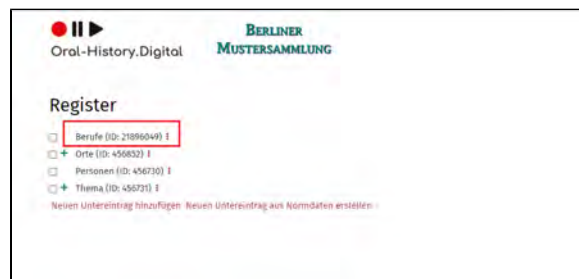 Oral-History.Digital
BERLINER
MUSTERSAMMLUNG
Register
Berufe (ID: 21896049)
+ Orte (ID: 456832)
Personen (ID: 456730)
+ Thema (ID: 456731)
Neuen Untereintrag hinzufügen Neuen Untereintrag aus Normdaten erstellen